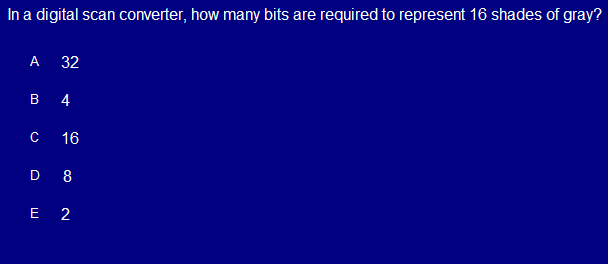 In a digital scan converter, how many bits are required to represent 16 shades of gray?
A 32
B 4
C 16
D 8
E 2